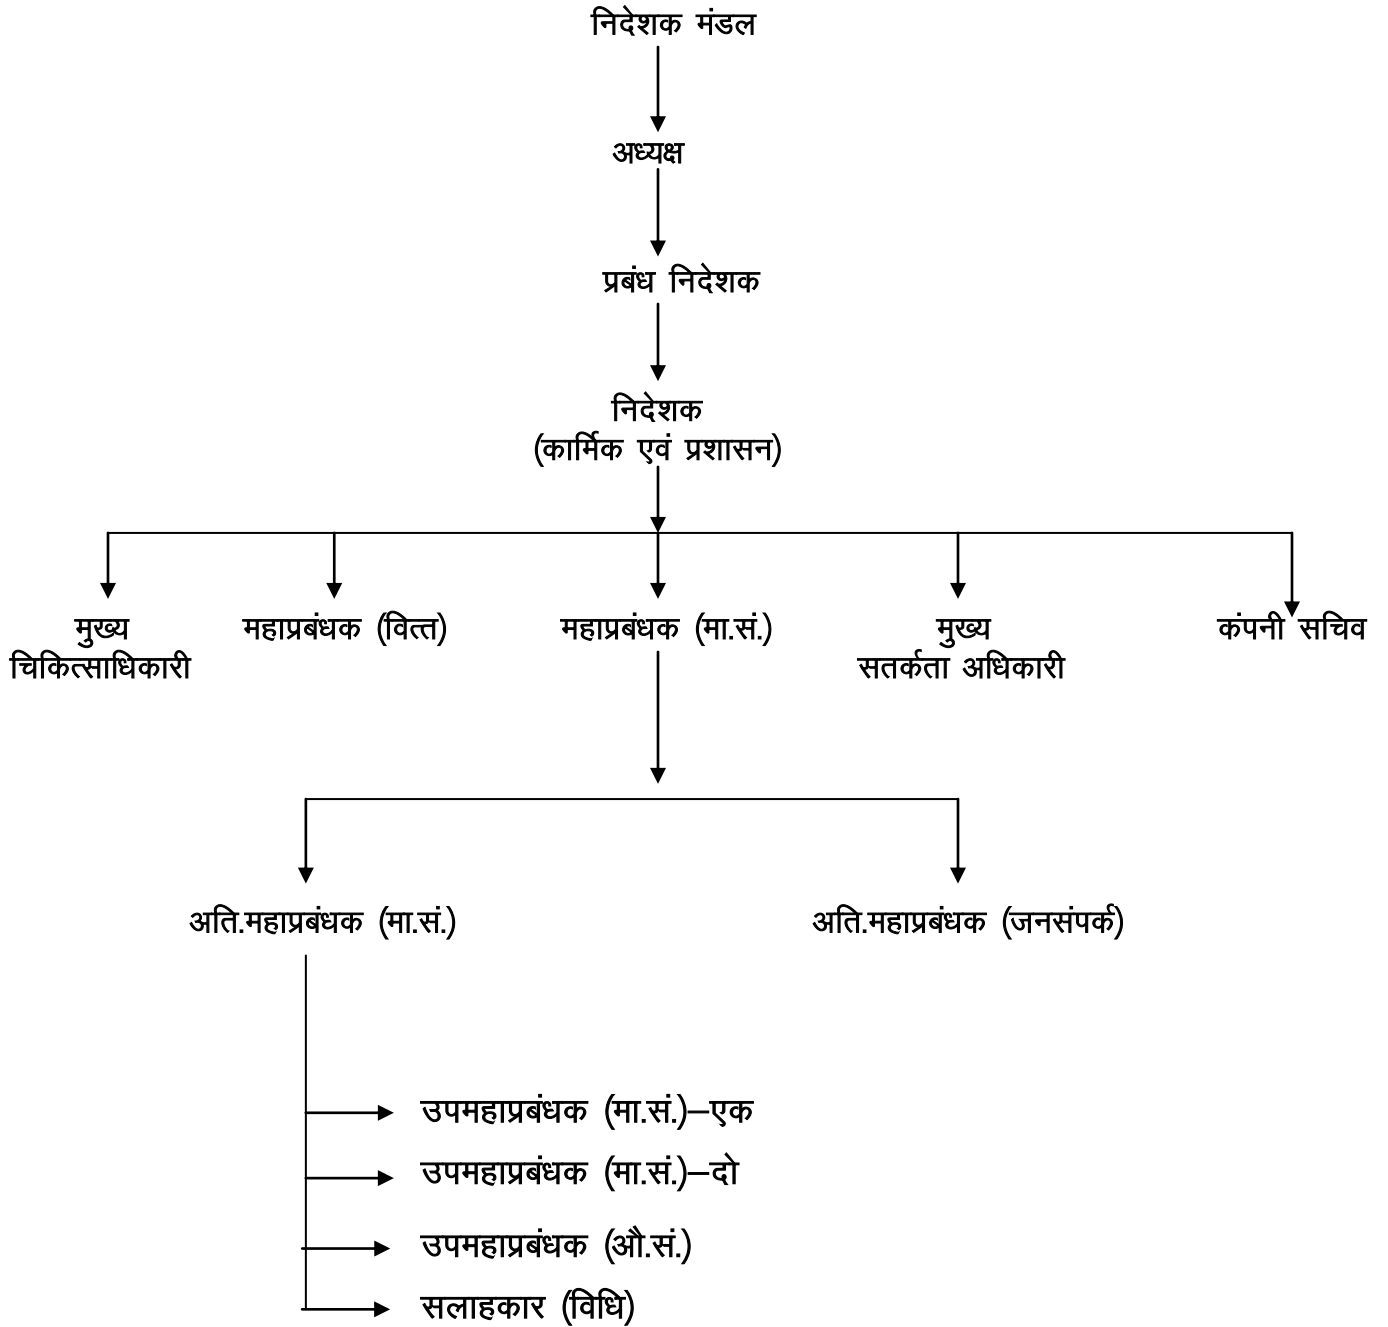 निदेशक मंडल
अध्यक्ष
प्रबंध निदेशक
निदेशक
(कार्मिक एवं प्रशासन)
मुख्य
चिकित्साधिकारी
महाप्रबंधक (वित्त)
महाप्रबंधक (मा.सं.)
मुख्य
सतर्कता अधिकारी
कंपनी सचिव
अति.महाप्रबंधक (मा.सं.)
अति.महाप्रबंधक (जनसंपर्क)
उपमहाप्रबंधक (मा.सं.)–एक
उपमहाप्रबंधक (मा.सं.)–दो
उपमहाप्रबंधक (औ.सं.)
सलाहकार (विधि)